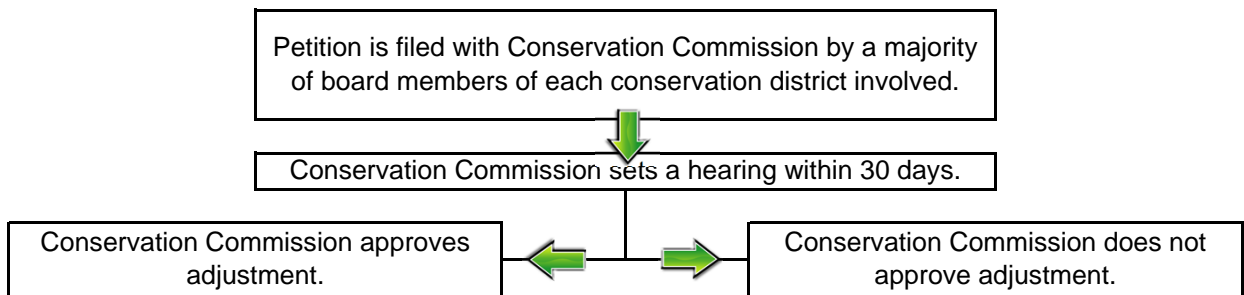 Petition is filed with Conservation Commission by a majority
of board members of each conservation district involved.
Conservation Commission sets a hearing within 30 days.
Conservation Commission approves
adjustment.
Conservation Commission does not
approve adjustment.